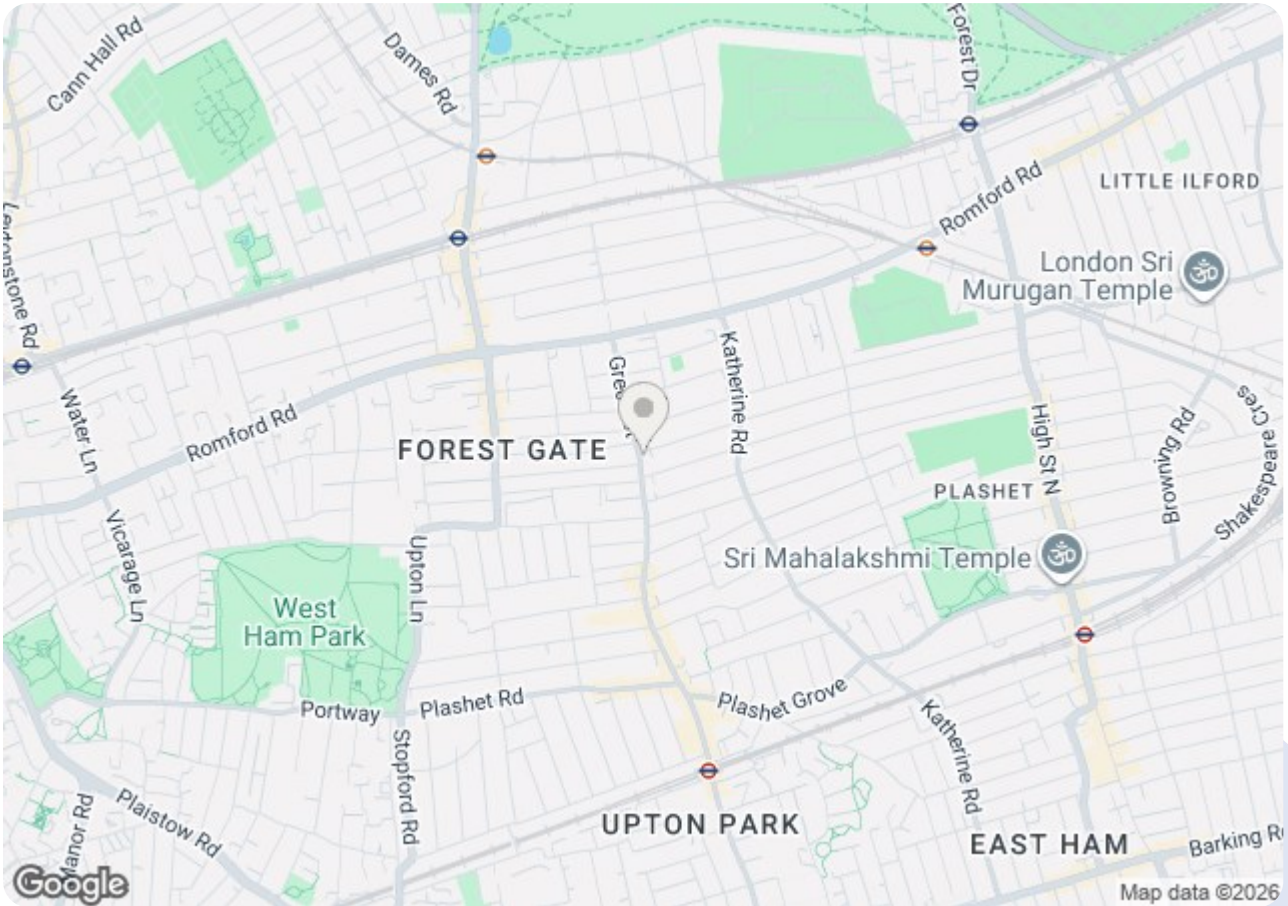 Cann Hall Rd
Dames Rd
Forest Dr
Romford Rd
LITTLE ILFORD
London Sri
Murugan Temple
Leytonstone Rd
Katherine Rd
Water Ln
Romford Rd
FOREST GATE
High St N
Browning Rd
Shakespeare Cres
PLASHET
Vicarage Ln
Upton Ln
Sri Mahalakshmi Temple
West
Ham Park
Portway
Plashet Rd
Plashet Grove
Katherine Rd
Stopford Rd
Manor Rd
Plaistow Rd
UPTON PARK
EAST HAM
Barking R
Google
Map data ©2026